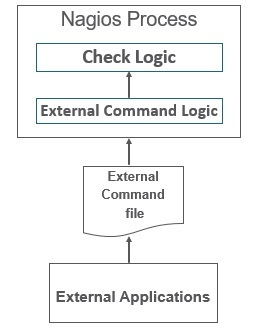 Nagios Process
Check Logic
External Command Logic
External
Command
file
External Applications